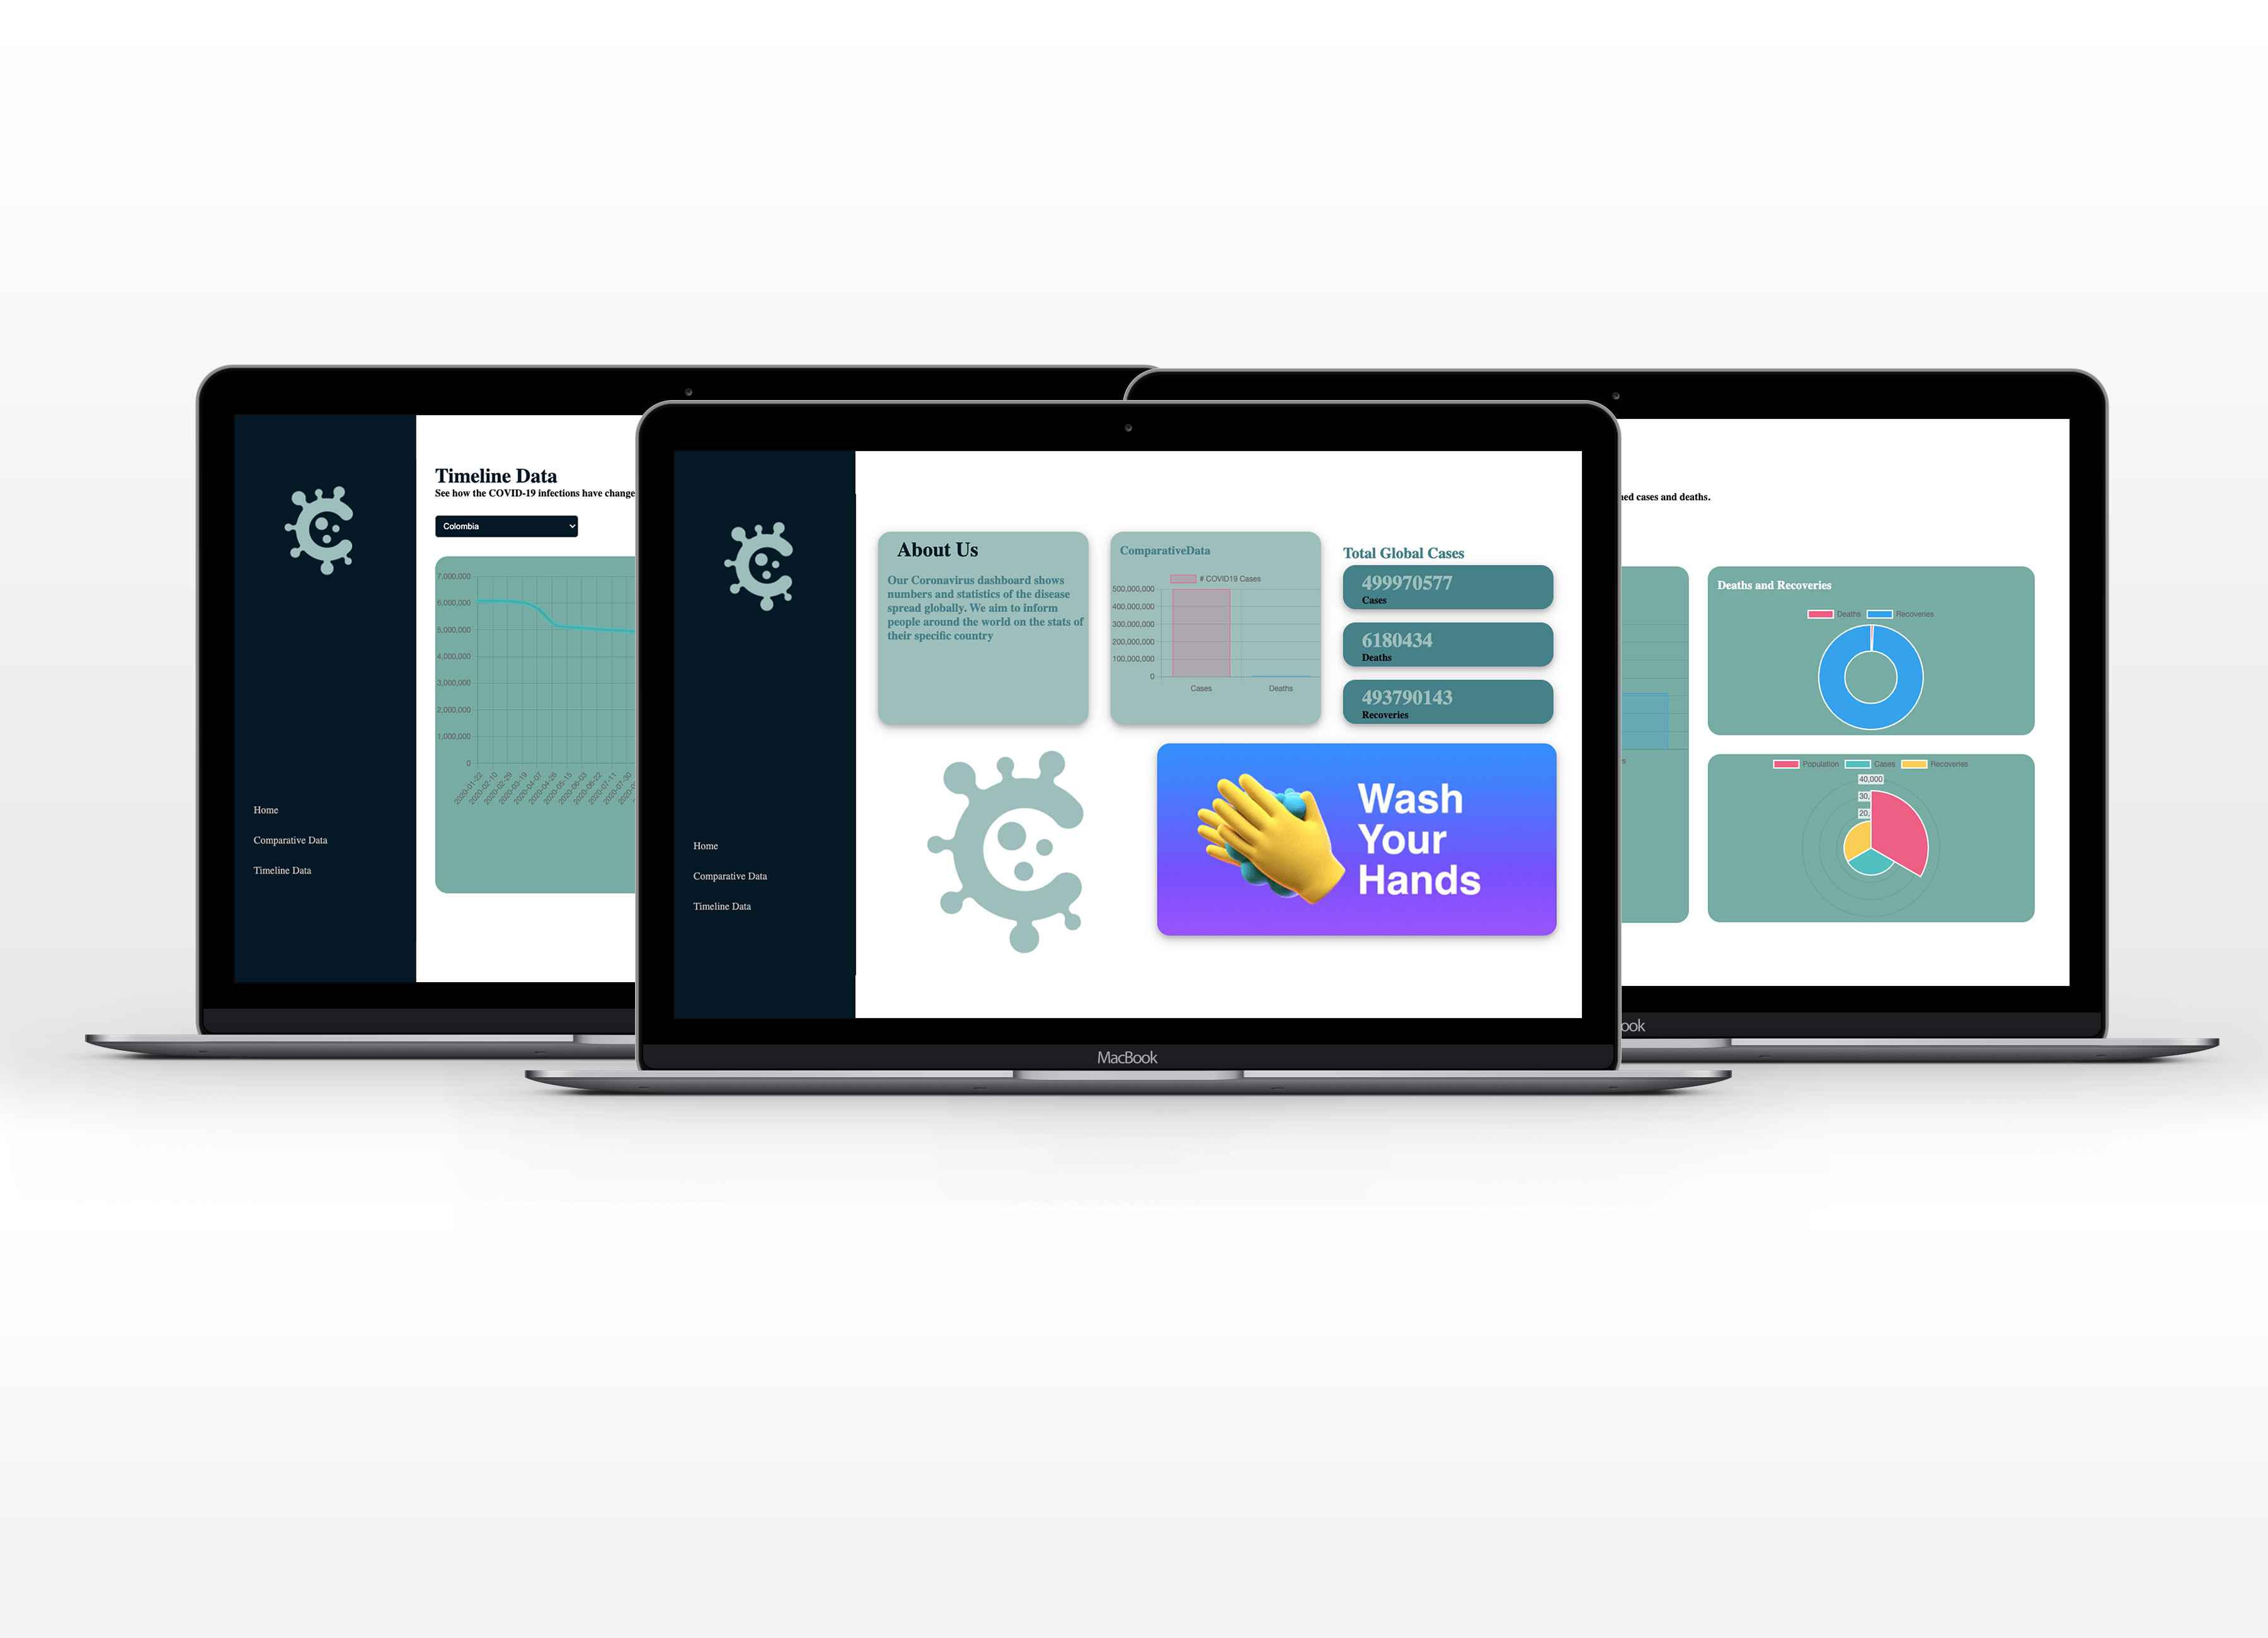 Timeline Data
See how the COVID-19 infections have change
Colombia
7,000,000
6,000,000
5,000,000
4,000,000
3,000,000
2,000,000
1,000,000
0
2020-01-22
2020-02-10
2020-02-29
2020-03-19
2020-04-07
2020-04-26
2020-05-15
2020-06-03
2020-06-22
2020-07-11
2020-07-30
Home
Comparative Data
Timeline Data
Home
Comparative Data
Timeline Data
About Us
Our Coronavirus dashboard shows
numbers and statistics of the disease
spread globally. We aim to inform
people around the world on the stats of
their specific country
ComparativeData
# COVID19 Cases
500,000,000
400,000,000
300,000,000
200,000,000
100,000,000
0
Cases
Deaths
Total Global Cases
499970577
Cases
6180434
Deaths
493790143
Recoveries
Wash
Your
Hands
MacBook
ed cases and deaths.
Deaths and Recoveries
Deaths
Recoveries
Population
Cases
Recoveries
40,000
30,
20,
s
ook